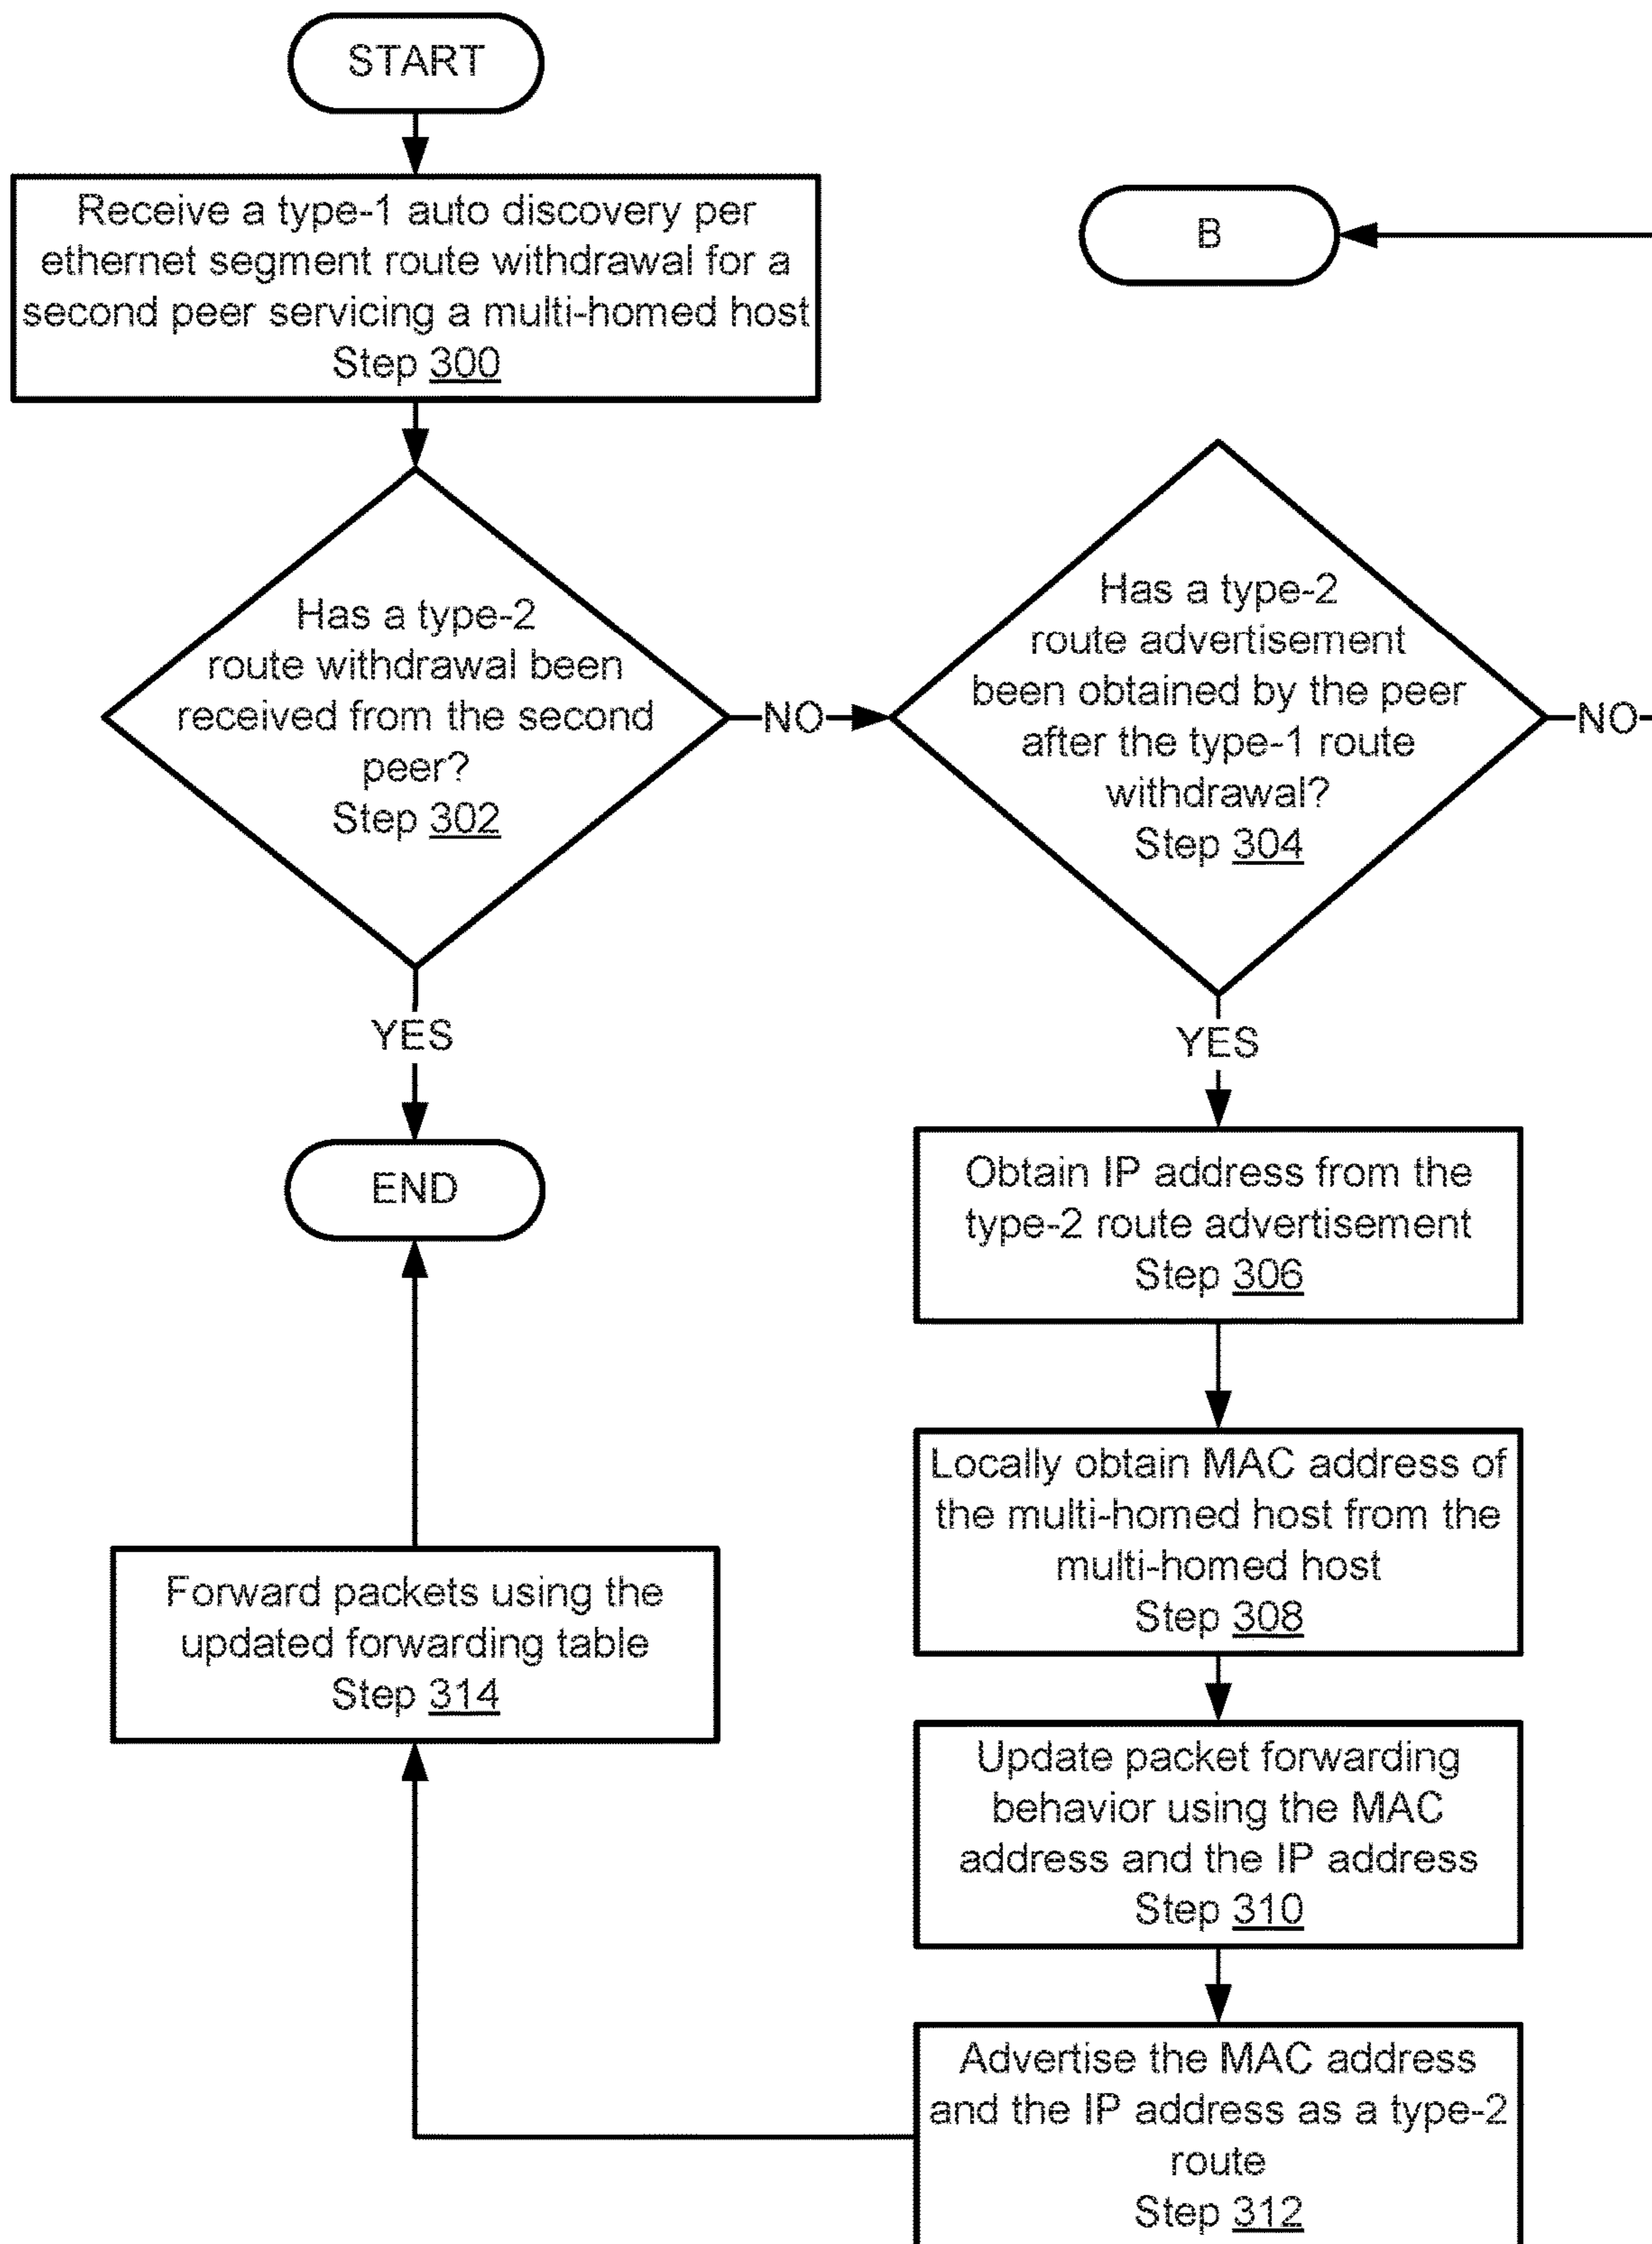 START
Receive a type-1 auto discovery per
ethernet segment route withdrawal for a
second peer servicing a multi-homed host
Step 300
B
Has a type-2
route withdrawal been
received from the second
peer?
Step 302
NO
Has a type-2
route advertisement
been obtained by the peer
after the type-1 route
withdrawal?
Step 304
NO
YES
END
YES
Obtain IP address from the
type-2 route advertisement
Step 306
Locally obtain MAC address of
the multi-homed host from the
multi-homed host
Step 308
Update packet forwarding
behavior using the MAC
address and the IP address
Step 310
Advertise the MAC address
and the IP address as a type-2
route
Step 312
Forward packets using the
updated forwarding table
Step 314